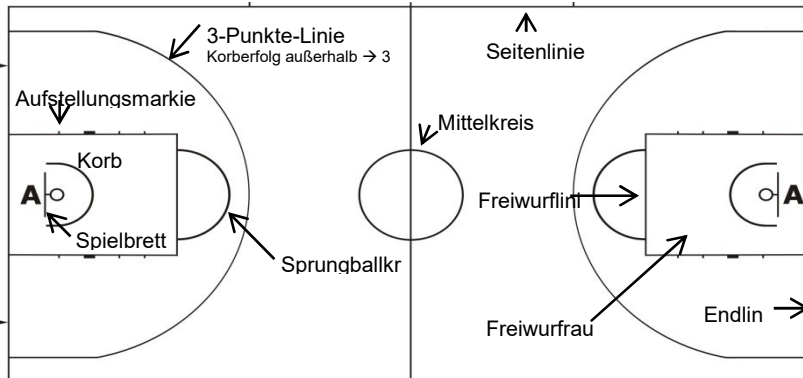 3-Punkte-Linie
Korberfolg außerhalb → 3
Seitenlinie
Aufstellungsmarkie
Mittelkreis
Korb
A
Freiwurflini
A
Spielbrett
Sprungballkr
Freiwurfrau
Endlin